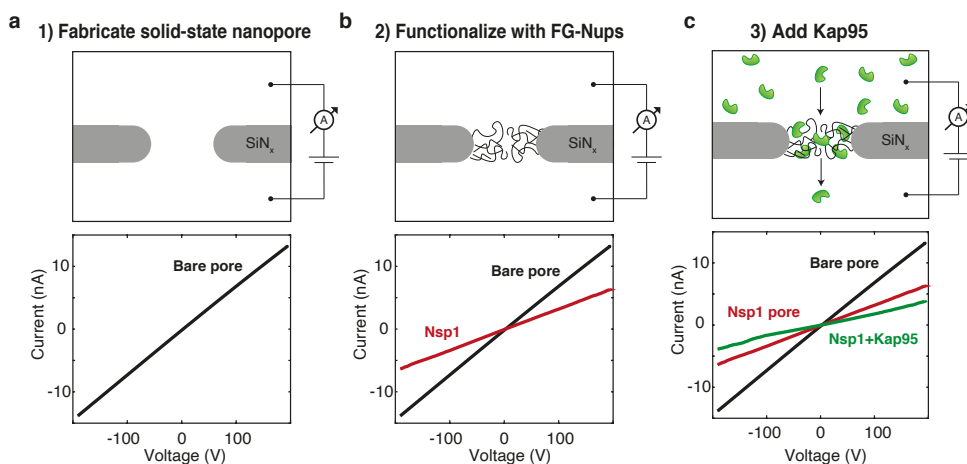 a
1) Fabricate solid-state nanopore
A
SiNx
Current (nA)
10
0
-10
Bare pore
-100
0
100
Voltage (V)
b
2) Functionalize with FG-Nups
A
SiNx
Current (nA)
10
0
-10
Bare pore
Nsp1
-100
0
100
Voltage (V)
c
3) Add Kap95
A
SiNx
Current (nA)
10
0
-10
Bare pore
Nsp1 pore
Nsp1+Kap95
-100
0
100
Voltage (V)